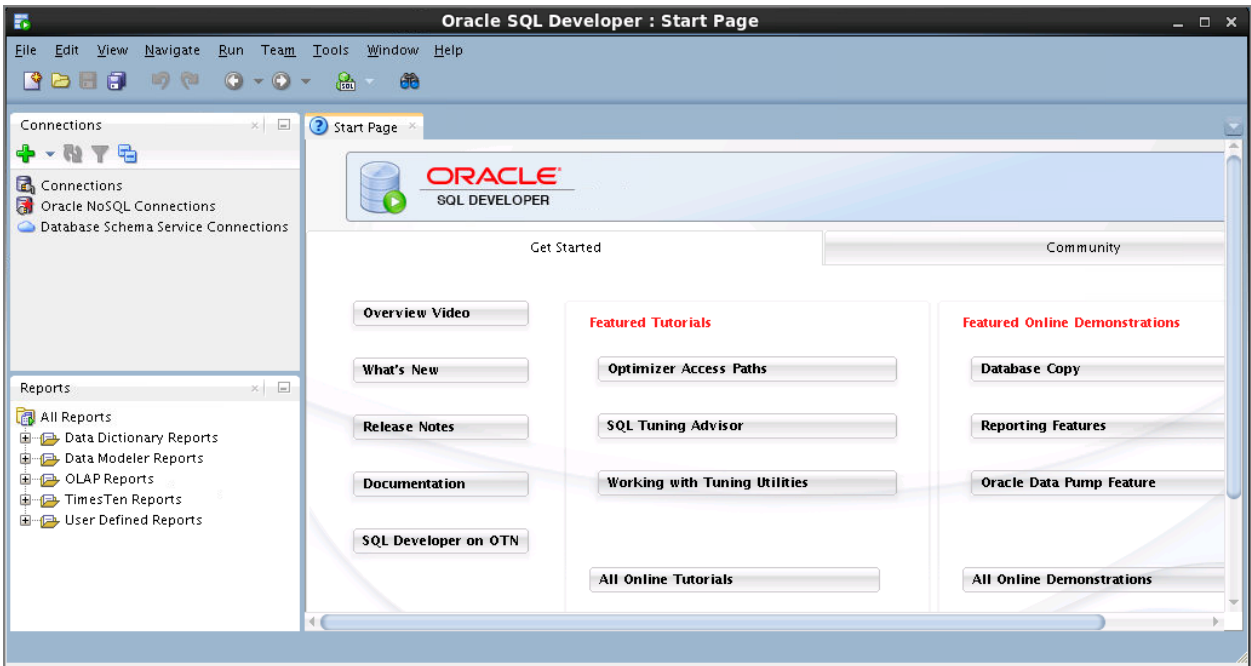 Oracle SQL Developer : Start Page
File Edit View Navigate Run Team Tools Window Help
SQL
Connections
Connections
Oracle NoSQL Connections
Database Schema Service Connections
Reports
All Reports
Data Dictionary Reports
Data Modeler Reports
OLAP Reports
TimesTen Reports
User Defined Reports
Start Page
ORACLE
SQL DEVELOPER
Get Started
Community
Overview Video
What's New
Release Notes
Documentation
SQL Developer on OTN
Featured Tutorials
Optimizer Access Paths
SQL Tuning Advisor
Working with Tuning Utilities
All Online Tutorials
Featured Online Demonstrations
Database Copy
Reporting Features
Oracle Data Pump Feature
All Online Demonstrations